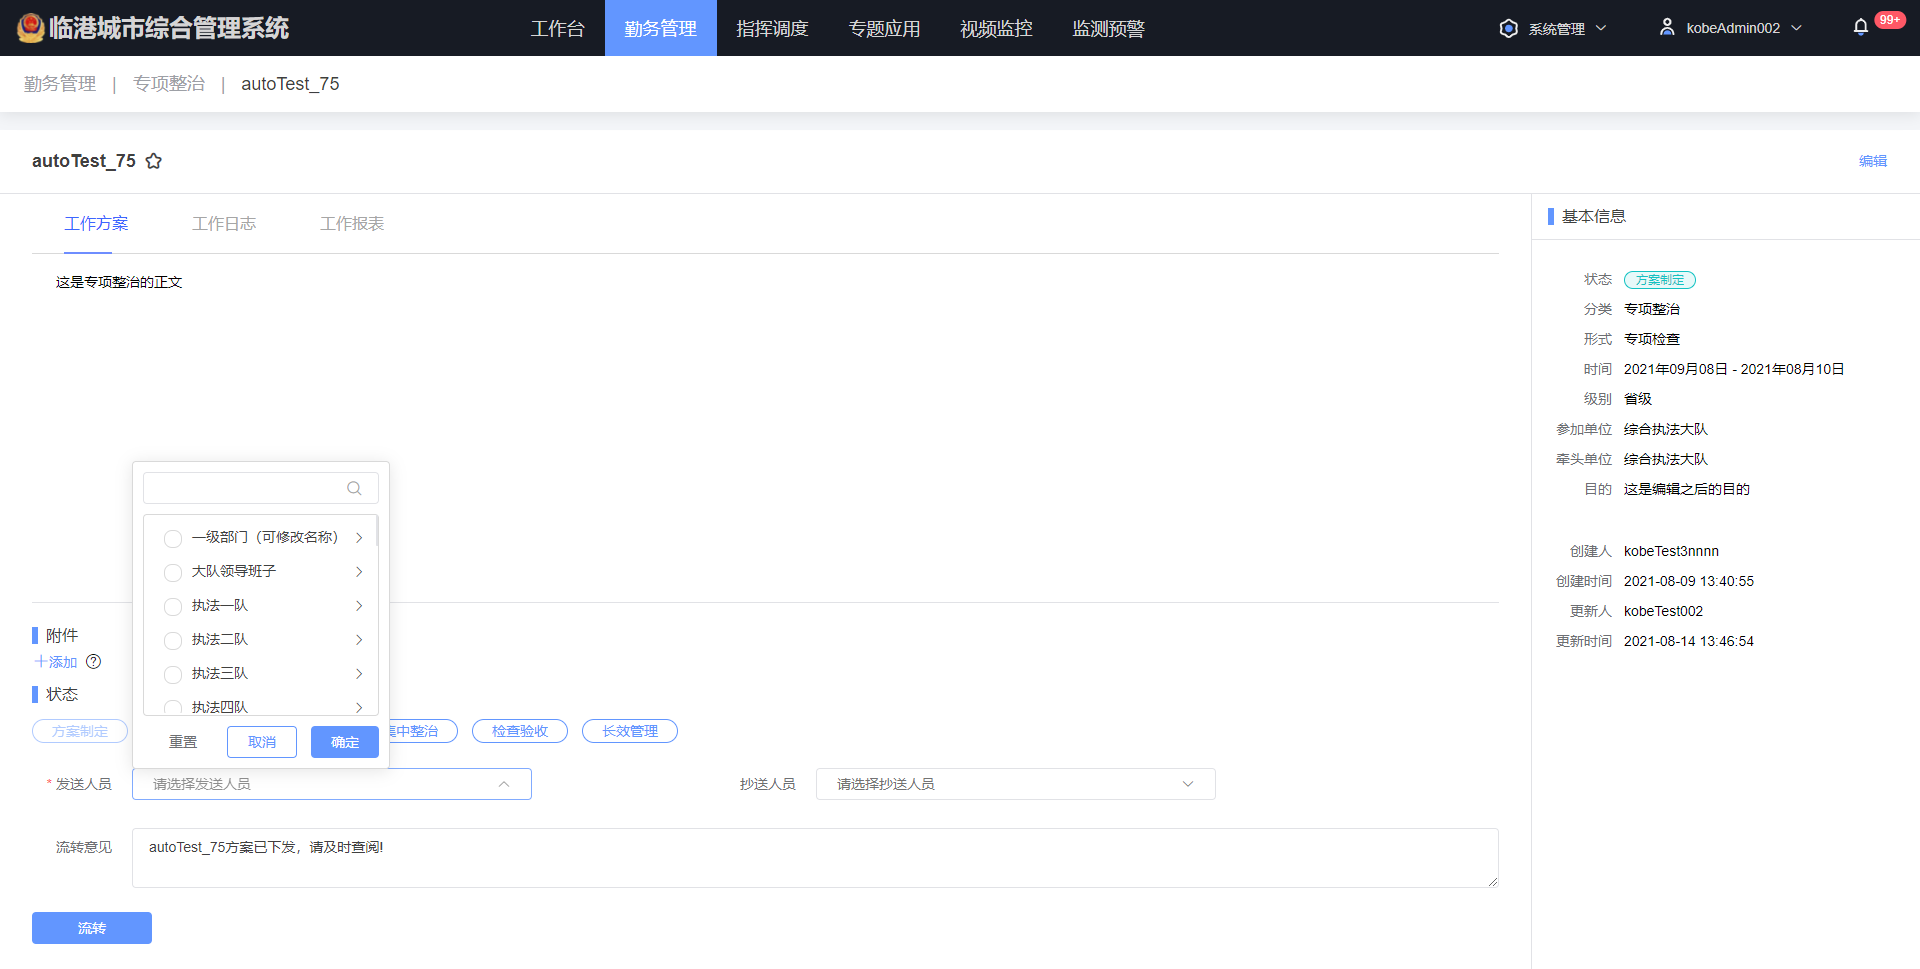 临港城市综合管理系统
工作台
勤务管理
指挥调度
专题应用
视频监控
监测预警
系统管理
kobeAdmin002
99+
勤务管理 | 专项整治 | autoTest_75
autoTest_75
编辑
工作方案
工作日志
工作报表
这是专项整治的正文
一级部门（可修改名称）
大队领导班子
执法一队
执法二队
执法三队
执法四队
重置
取消
确定
附件
添加
状态
方案制定
中整治
检查验收
长效管理
* 发送人员
请选择发送人员
抄送人员
请选择抄送人员
流转意见
autoTest_75方案已下发，请及时查阅!
流转
基本信息
状态 方案制定
分类 专项整治
形式 专项检查
时间 2021年09月08日 - 2021年08月10日
级别 省级
参加单位 综合执法大队
牵头单位 综合执法大队
目的 这是编辑之后的目的
创建人 kobeTest3nnnn
创建时间 2021-08-09 13:40:55
更新人 kobeTest002
更新时间 2021-08-14 13:46:54